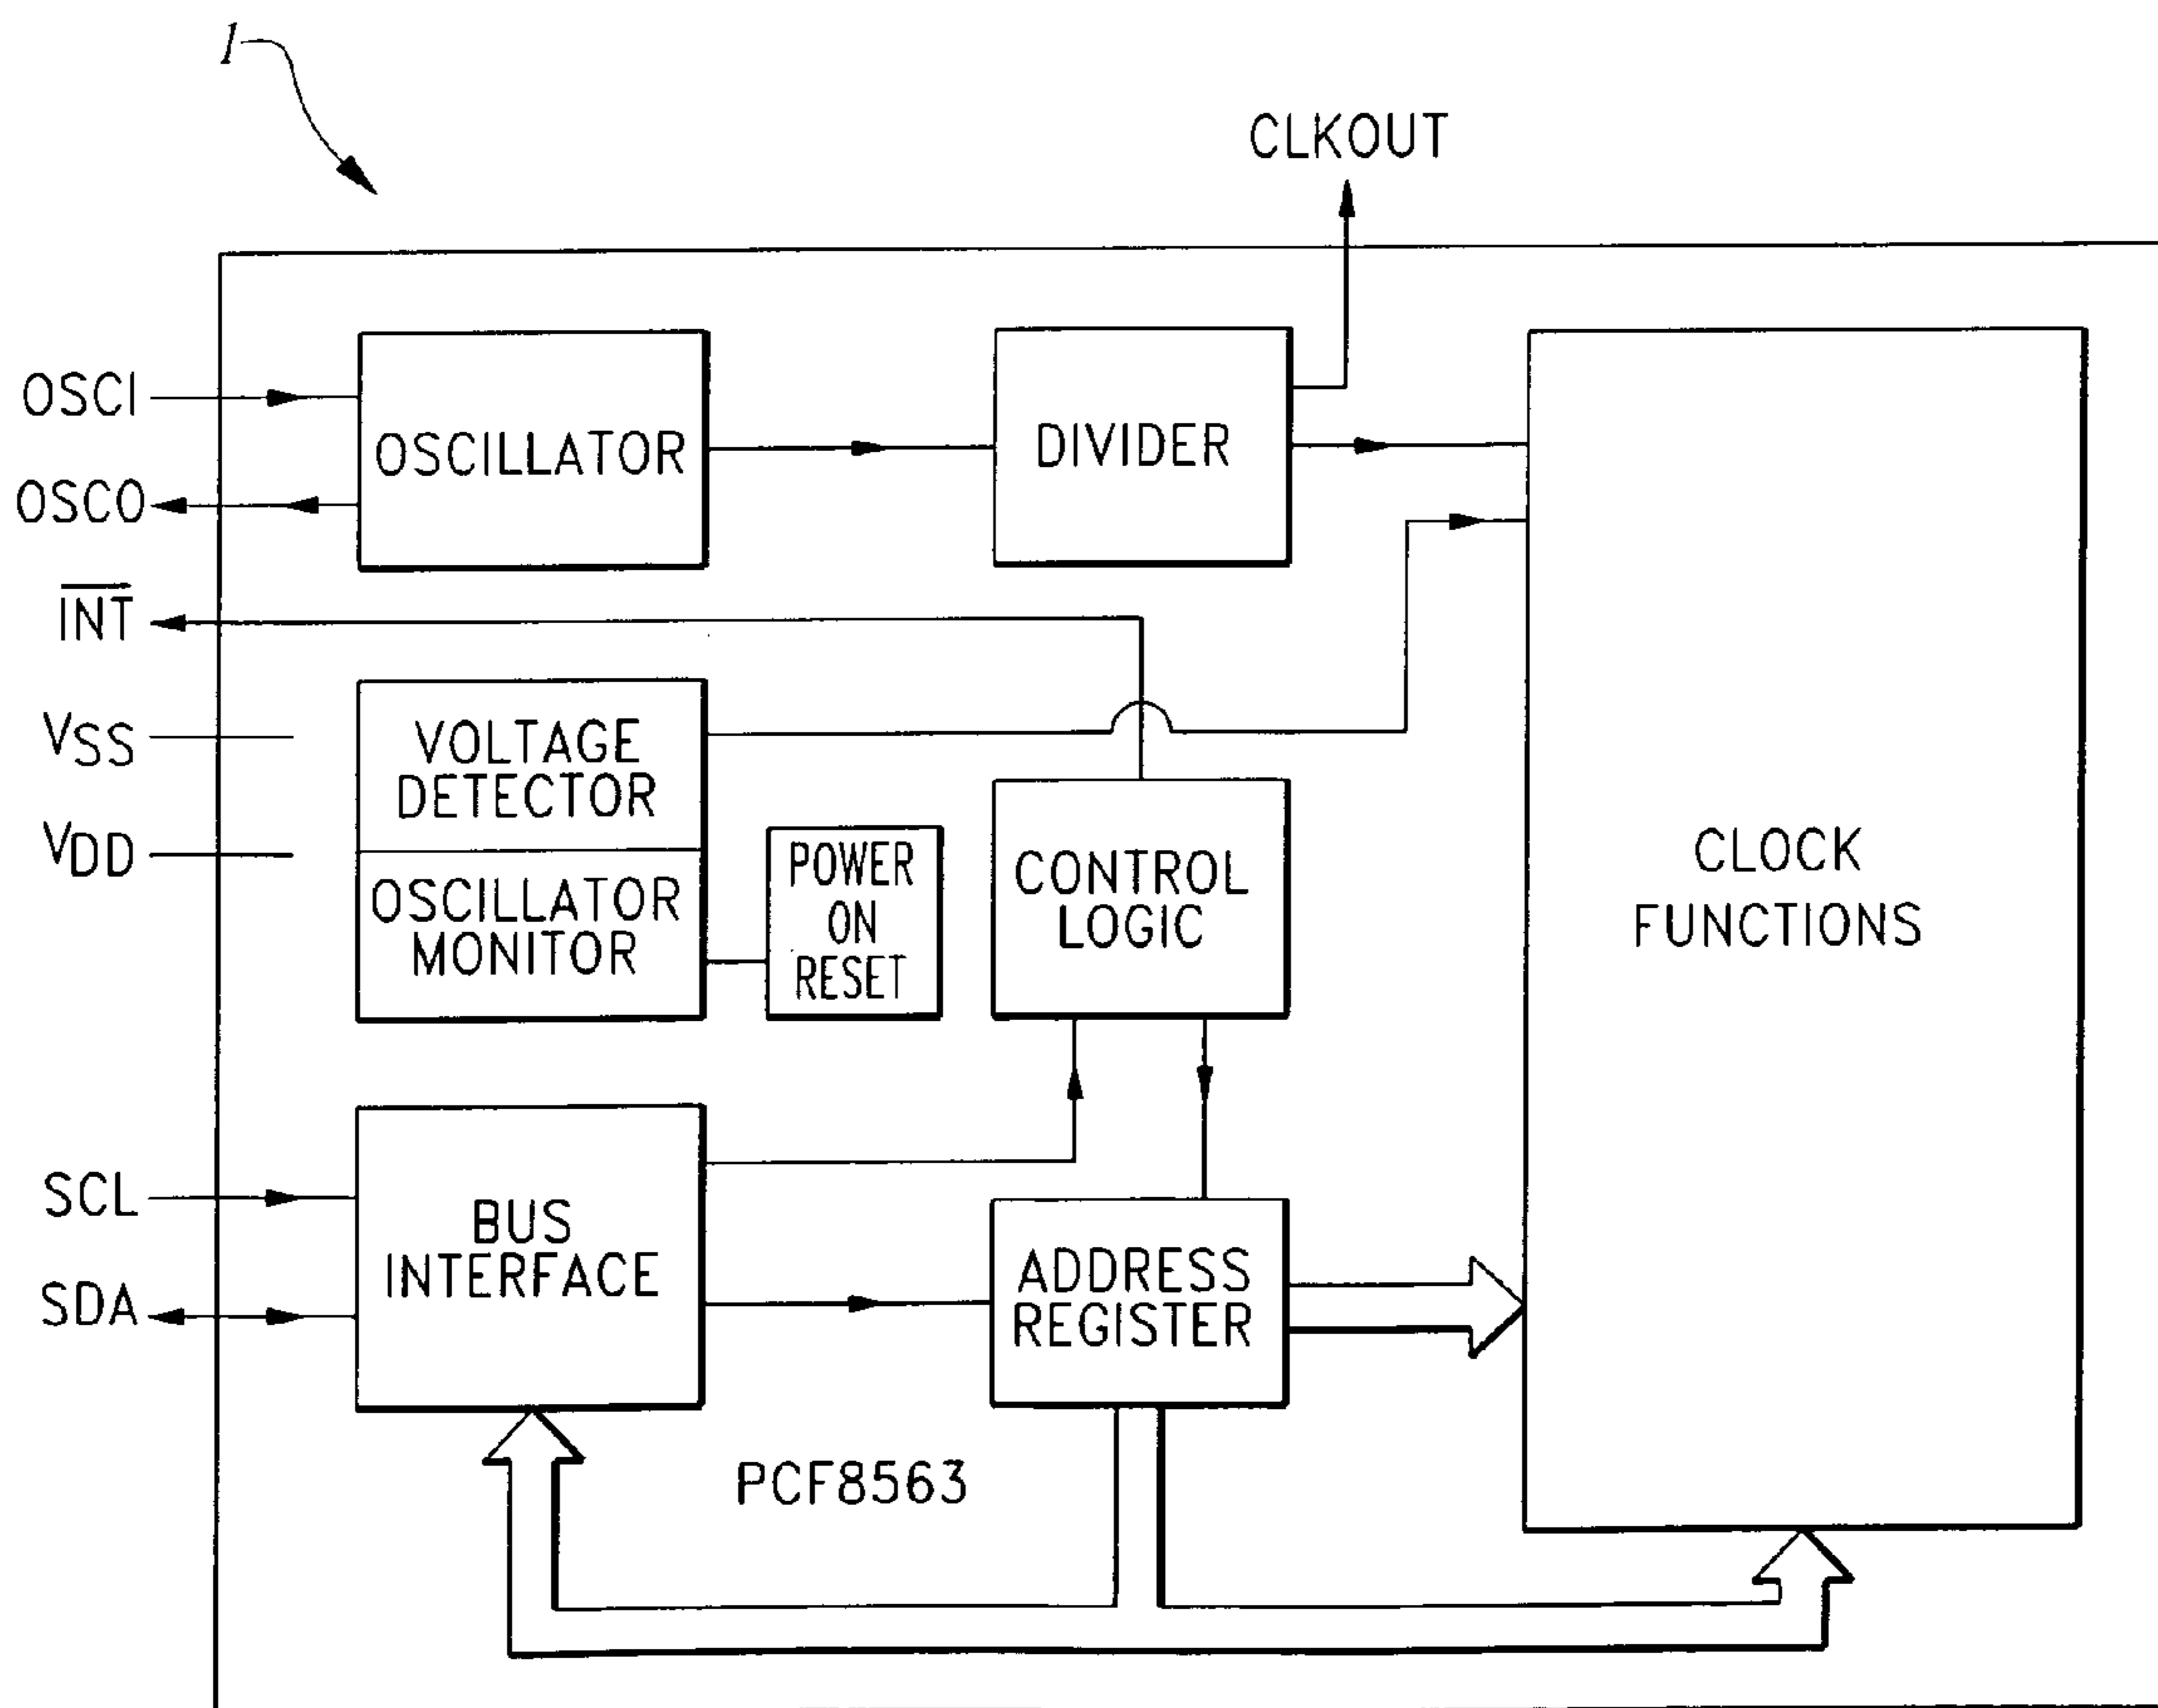 1
CLKOUT
OSCI
OSCO
OSCILLATOR
DIVIDER
INT
VSS
VDD
VOLTAGE
DETECTOR
OSCILLATOR
MONITOR
POWER
ON
RESET
CONTROL
LOGIC
CLOCK
FUNCTIONS
SCL
SDA
BUS
INTERFACE
ADDRESS
REGISTER
PCF8563